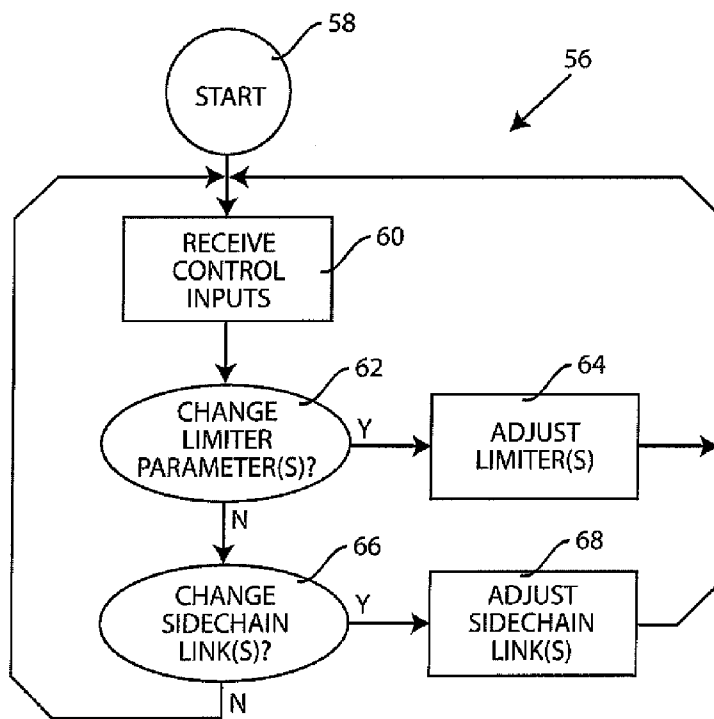 58
START
56
RECEIVE
CONTROL
INPUTS
60
62
CHANGE
LIMITER
PARAMETER(S)?
Y
64
ADJUST
LIMITER(S)
N
66
CHANGE
SIDECHAIN
LINK(S)?
Y
68
ADJUST
SIDECHAIN
LINK(S)
N